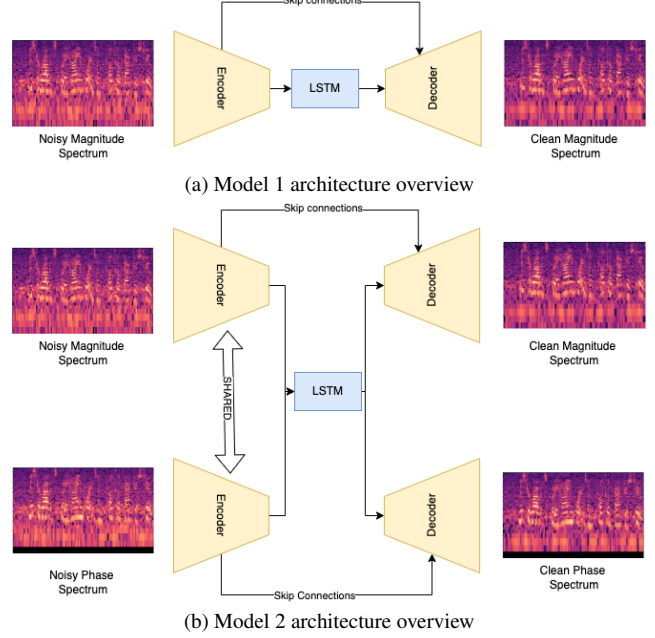 Skip connections
Encoder
LSTM
Decoder
Noisy Magnitude
Spectrum
Clean Magnitude
Spectrum
(a) Model 1 architecture overview
Skip connections
Encoder
Decoder
Noisy Magnitude
Spectrum
Clean Magnitude
Spectrum
SHARED
LSTM
Encoder
Decoder
Noisy Phase
Spectrum
Clean Phase
Spectrum
Skip Connections
(b) Model 2 architecture overview